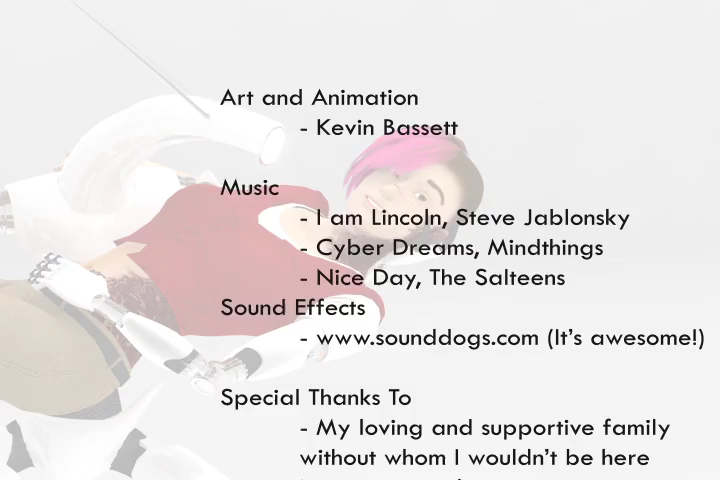 Art and Animation
- Kevin Bassett
Music
- I am Lincoln, Steve Jablonsky
- Cyber Dreams, Mindthings
- Nice Day, The Salteens
Sound Effects
- www.sounddogs.com (It's awesome!)
Special Thanks To
- My loving and supportive family
without whom I wouldn't be here